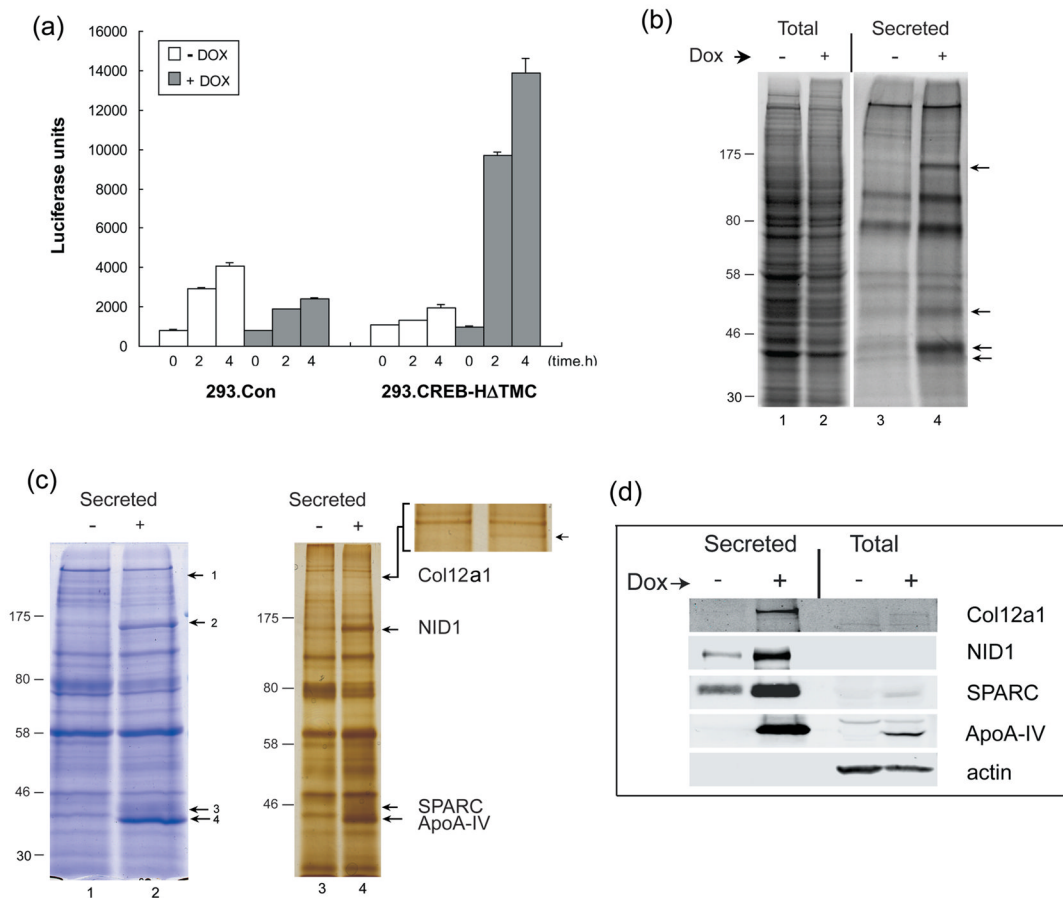 (a)
Luciferase units
16000
14000
12000
10000
8000
6000
4000
2000
0
- DOX
+ DOX
0 2 4 0 2 4 0 2 4 0 2 4 (time.h)
293.Con 293.CREB-HΔTMC
(b)
Total Secreted
Dox - + - +
175
80
58
46
30
1 2 3 4
(c)
Secreted
- +
175
80
58
46
30
1
2
3
4
1 2
Secreted
- +
175
80
58
46
Col12a1
NID1
SPARC
ApoA-IV
3 4
(d)
Secreted Total
Dox - + - +
Col12a1
NID1
SPARC
ApoA-IV
actin